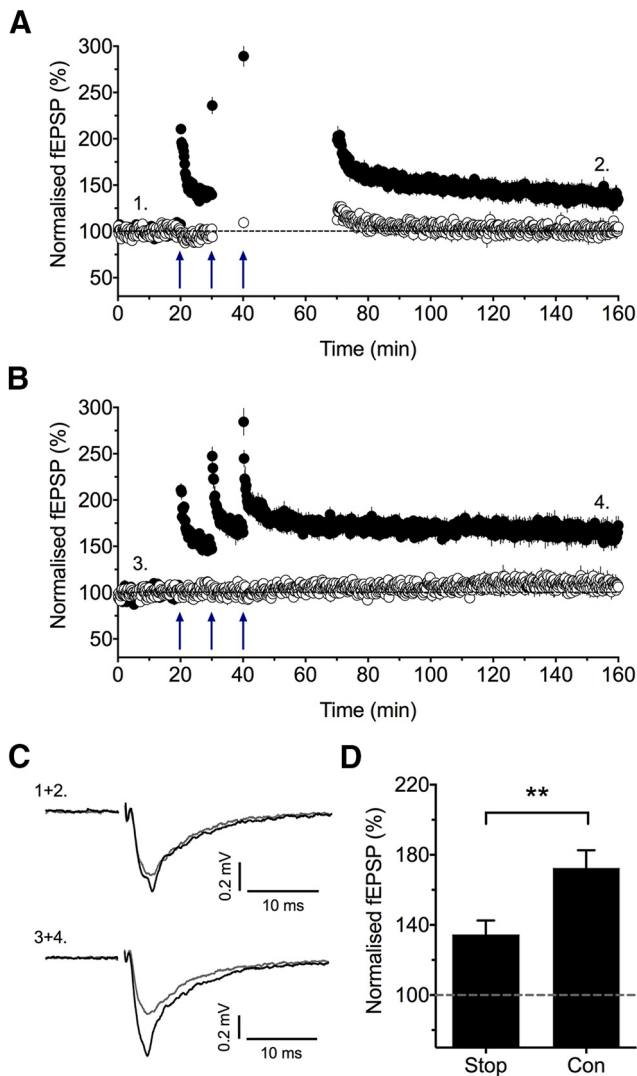 A
Normalised fEPSP (%)
300
250
200
150
100
50
1.
2.
0 20 40 60 80 100 120 140 160
Time (min)
B
Normalised fEPSP (%)
300
250
200
150
100
50
3.
4.
0 20 40 60 80 100 120 140 160
Time (min)
C
1+2.
0.2 mV
10 ms
3+4.
0.2 mV
10 ms
D
Normalised fEPSP (%)
220
180
140
100
**
Stop Con